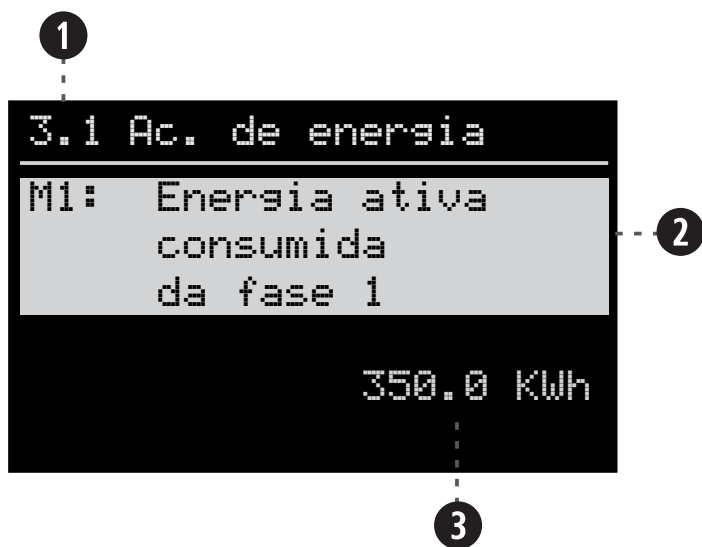 1
3.1 Ac. de energia
M1: Energia ativa
consumida
da fase 1
2
350.0 KWh
3